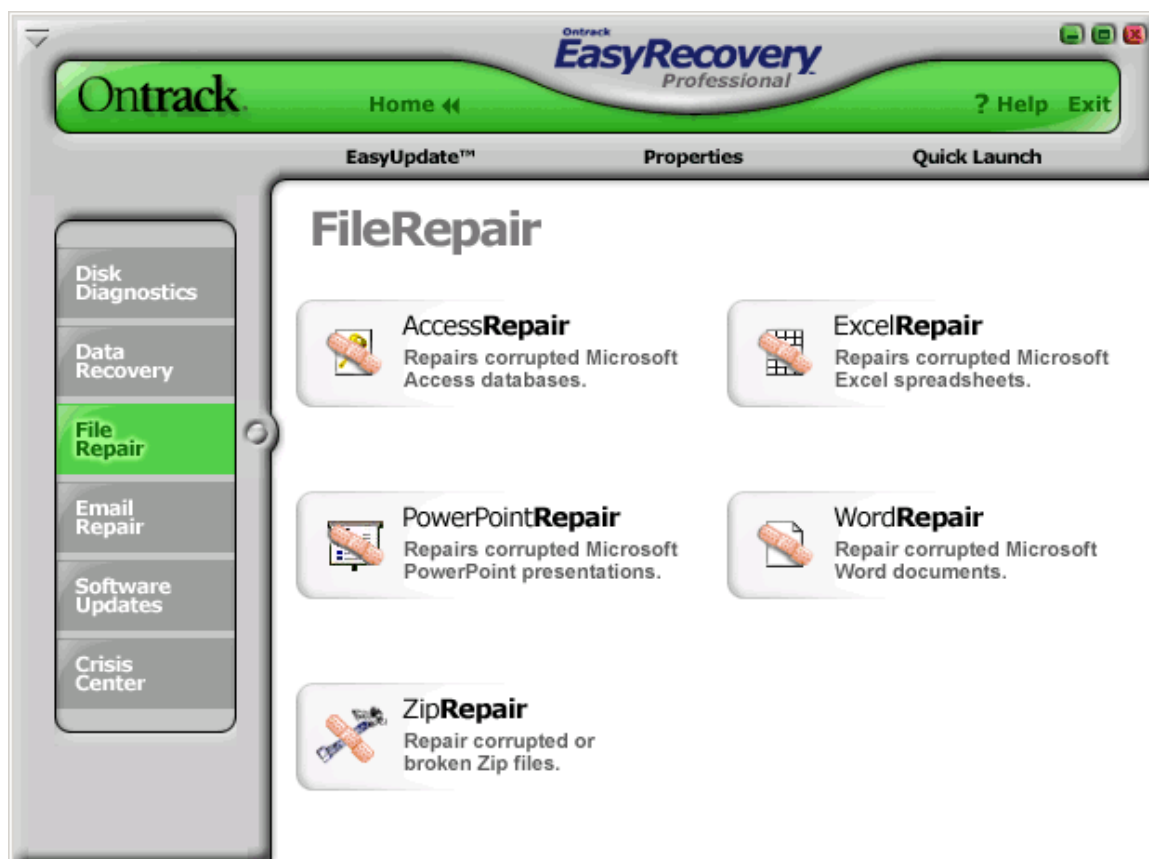 Ontrack
EasyRecovery
Professional
Ontrack.
Home
? Help Exit
EasyUpdate™
Properties
Quick Launch
FileRepair
Disk
Diagnostics
Data
Recovery
File
Repair
Email
Repair
Software
Updates
Crisis
Center
AccessRepair
Repairs corrupted Microsoft
Access databases.
ExcelRepair
Repairs corrupted Microsoft
Excel spreadsheets.
PowerPointRepair
Repairs corrupted Microsoft
PowerPoint presentations.
WordRepair
Repair corrupted Microsoft
Word documents.
ZipRepair
Repair corrupted or
broken Zip files.